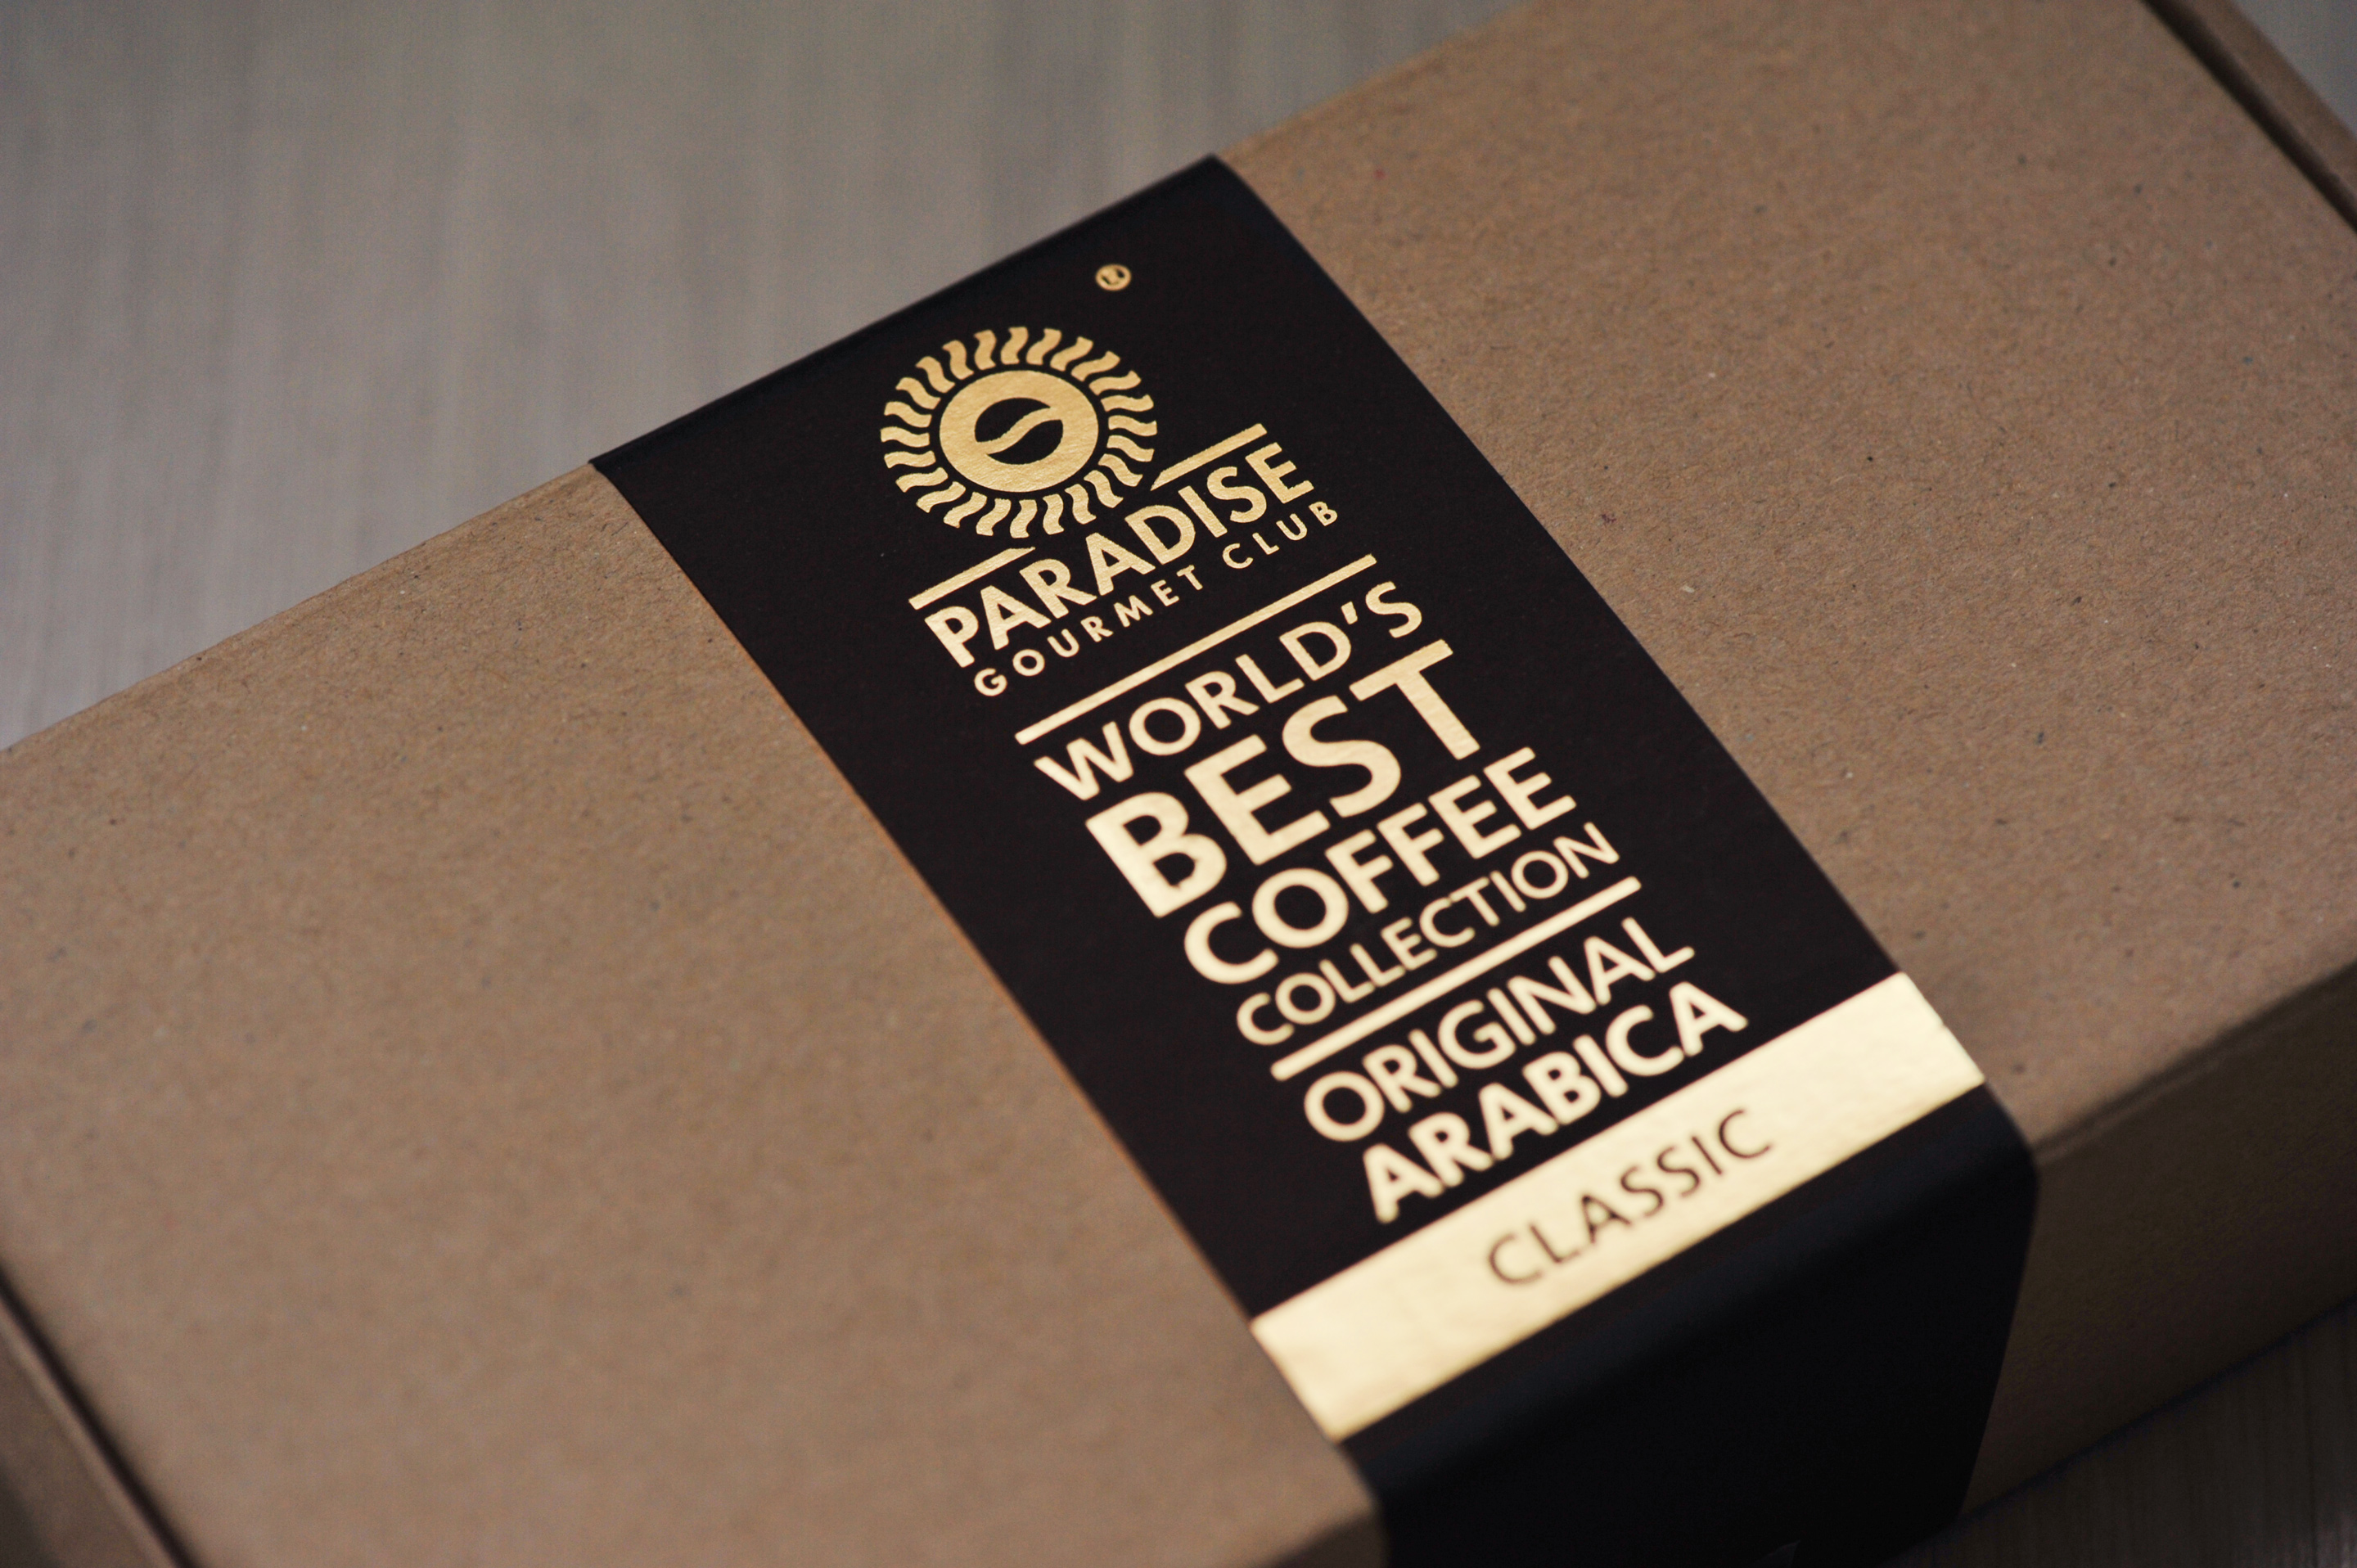 ®
PARADISE
GOURMET CLUB
WORLD'S
BEST
COFFEE
COLLECTION
ORIGINAL
ARABICA
CLASSIC